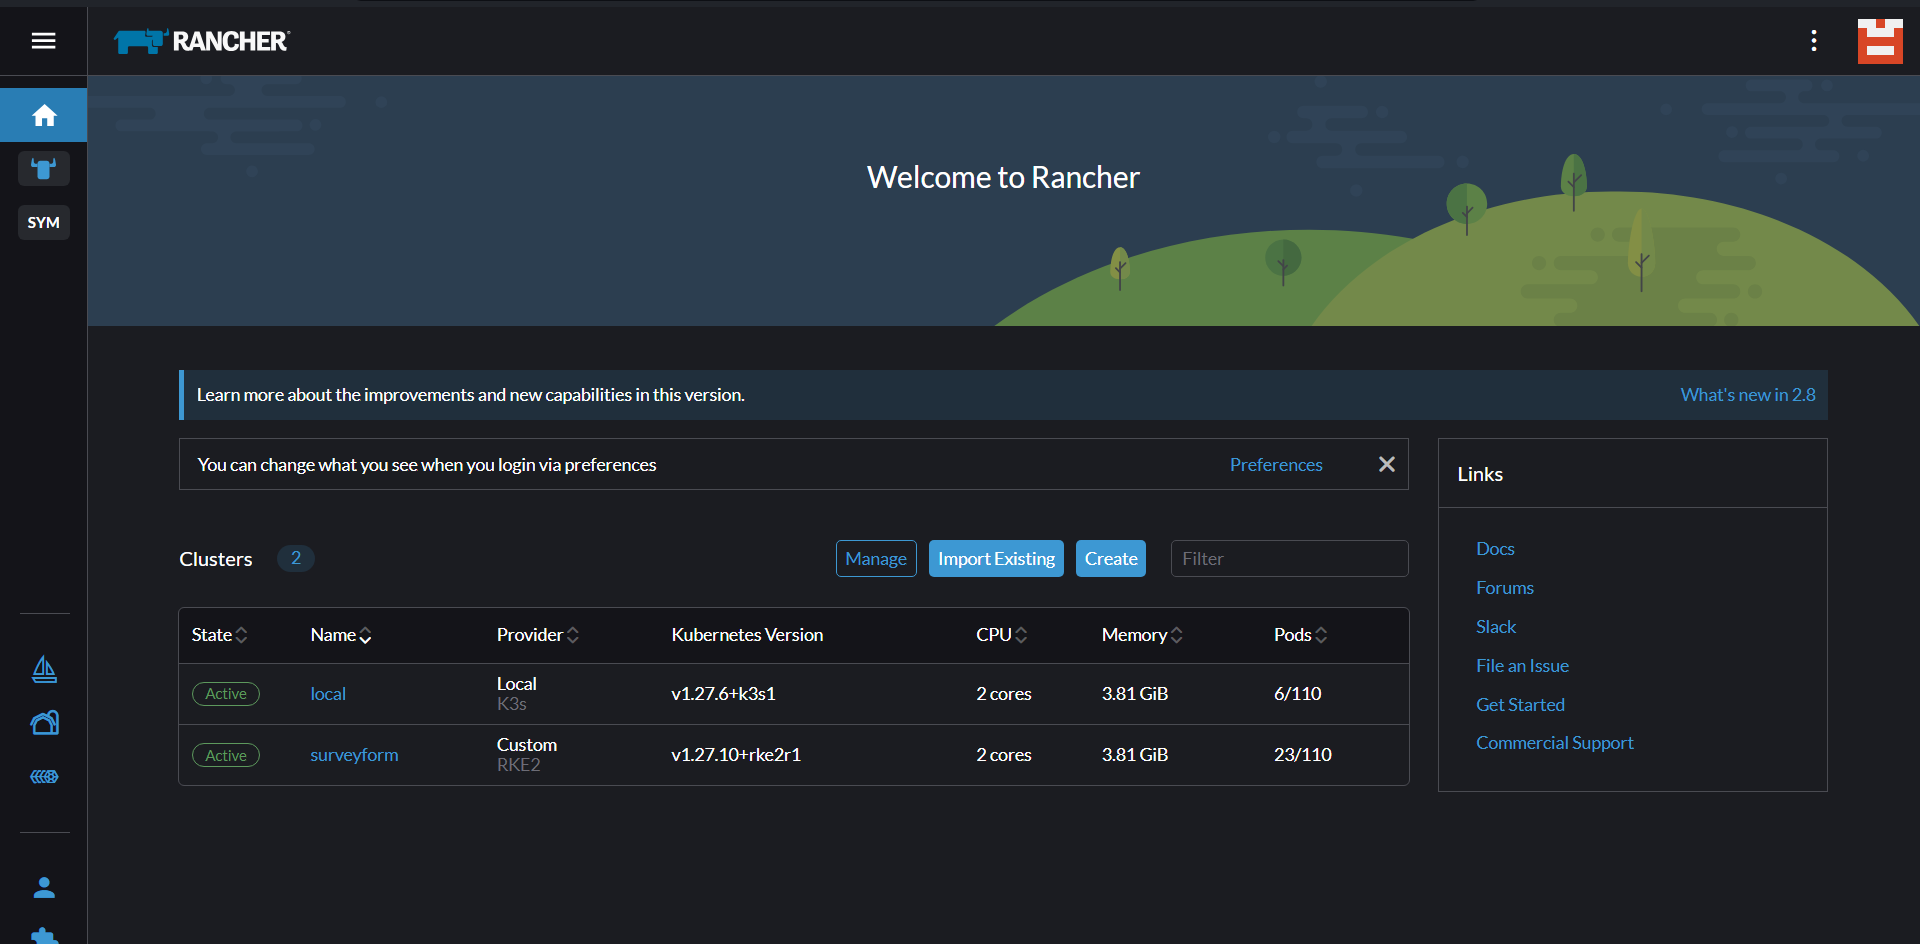 RANCHER
SYM
Welcome to Rancher
Learn more about the improvements and new capabilities in this version.
What's new in 2.8
You can change what you see when you login via preferences
Preferences
Links
Docs
Forums
Slack
File an Issue
Get Started
Commercial Support
Clusters 2
Manage Import Existing Create Filter
State Name Provider Kubernetes Version CPU Memory Pods
Active local Local K3s v1.27.6+k3s1 2 cores 3.81 GiB 6/110
Active surveyform Custom RKE2 v1.27.10+rke2r1 2 cores 3.81 GiB 23/110